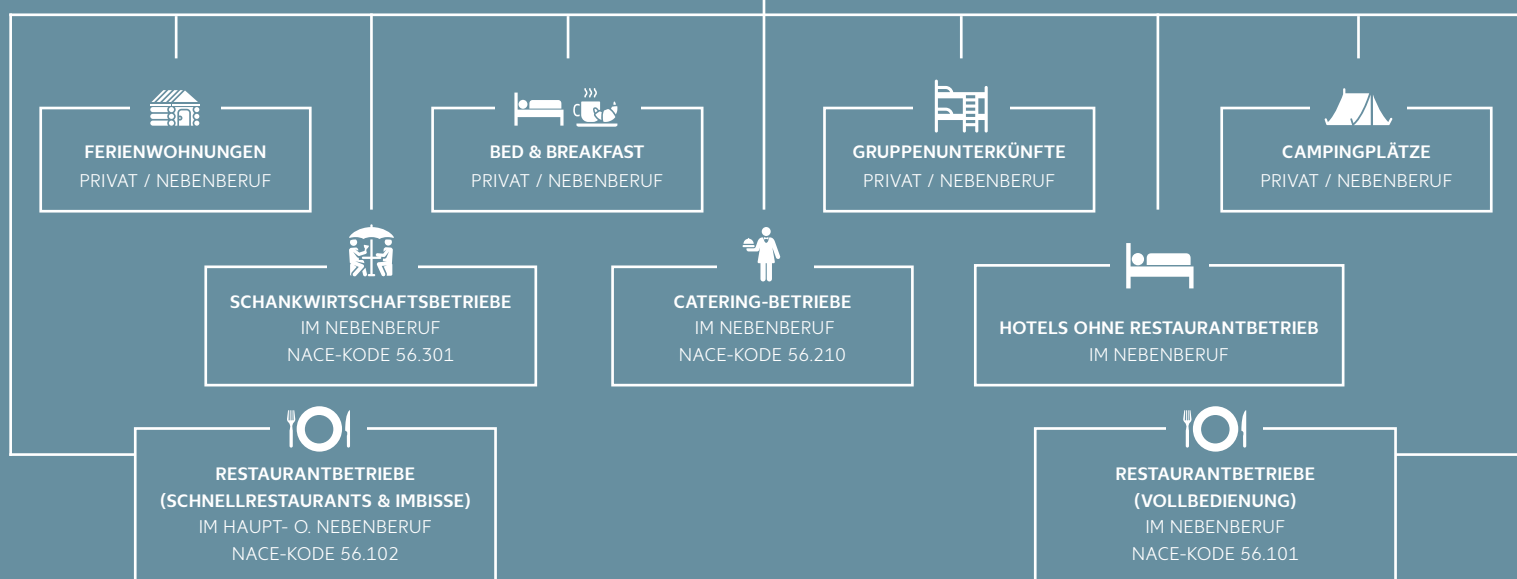 FERIENWOHNUNGEN
PRIVAT / NEBENBERUF
BED & BREAKFAST
PRIVAT / NEBENBERUF
GRUPPENUNTERKÜNFTE
PRIVAT / NEBENBERUF
CAMPINGPLÄTZE
PRIVAT / NEBENBERUF
SCHANKWIRTSCHAFTSBETRIEBE
IM NEBENBERUF
NACE-KODE 56.301
CATERING-BETRIEBE
IM NEBENBERUF
NACE-KODE 56.210
HOTELS OHNE RESTAURANTBETRIEB
IM NEBENBERUF
RESTAURANTBETRIEBE
(SCHNELLRESTAURANTS & IMBISSE)
IM HAUPT- O. NEBENBERUF
NACE-KODE 56.102
RESTAURANTBETRIEBE
(VOLLBEDIENUNG)
IM NEBENBERUF
NACE-KODE 56.101